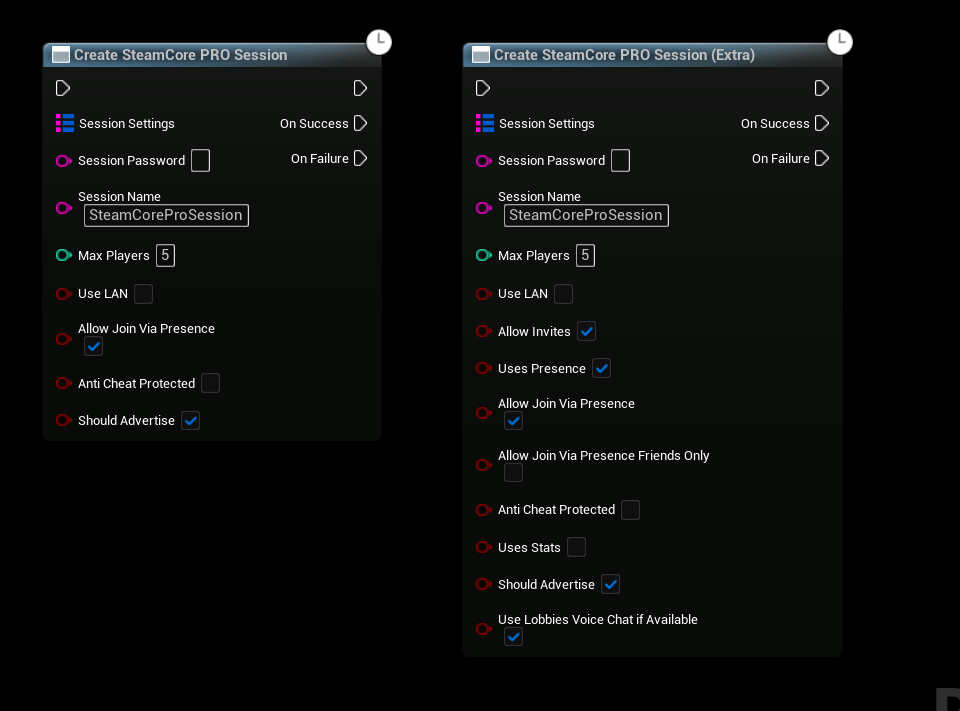 Create SteamCore PRO Session
Session Settings
On Success
Session Password
On Failure
Session Name
SteamCoreProSession
Max Players 5
Use LAN
Allow Join Via Presence
Anti Cheat Protected
Should Advertise
Create SteamCore PRO Session (Extra)
Session Settings
On Success
Session Password
On Failure
Session Name
SteamCoreProSession
Max Players 5
Use LAN
Allow Invites
Uses Presence
Allow Join Via Presence
Allow Join Via Presence Friends Only
Anti Cheat Protected
Uses Stats
Should Advertise
Use Lobbies Voice Chat if Available